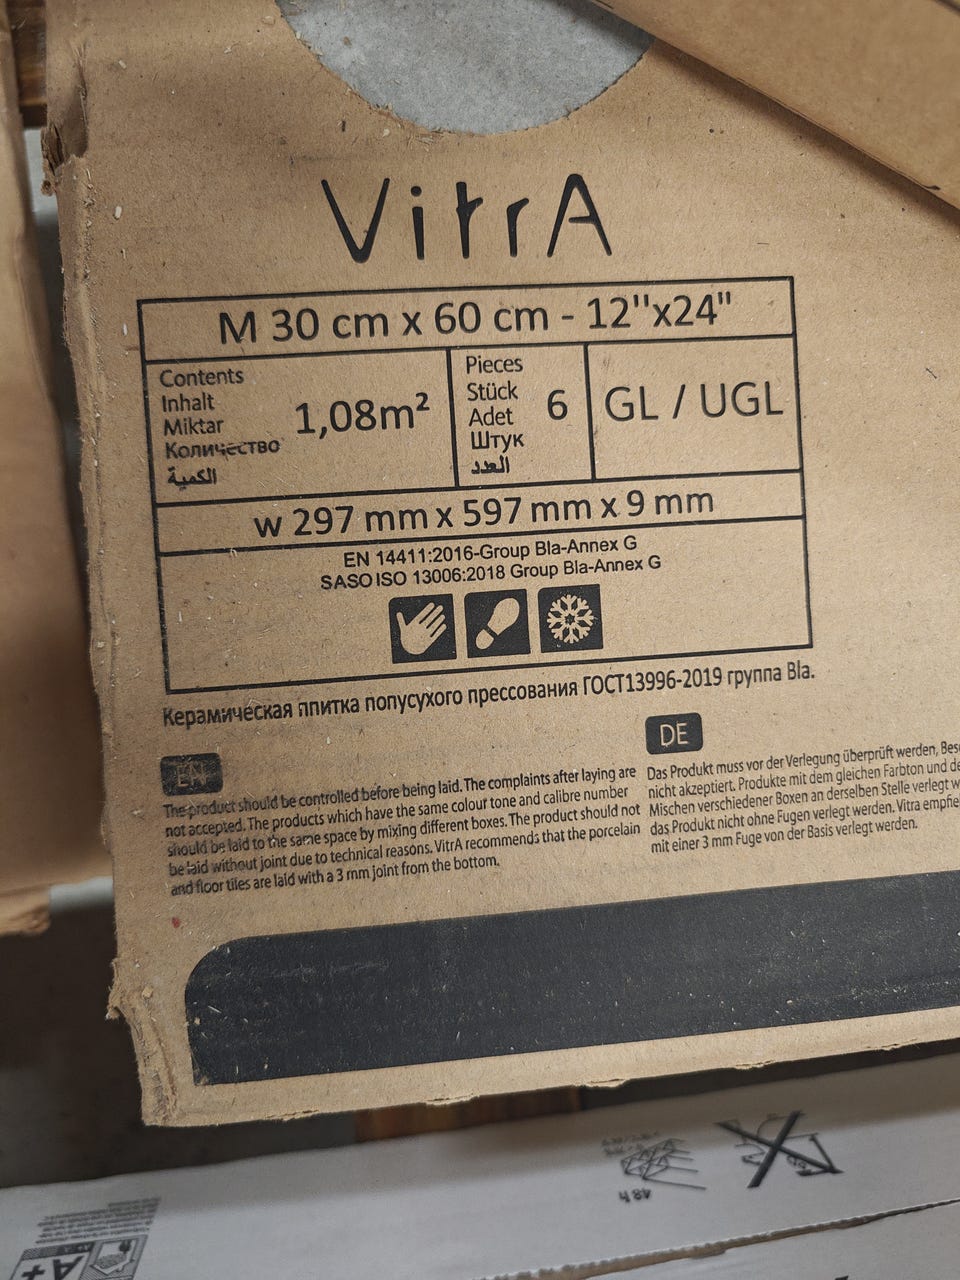 VitrA
M 30 cm x 60 cm - 12"x24"
Contents
Inhalt
Miktar
Количество
الكمية
1,08m²
Pieces
Stück
Adet
Штук
العدد
6
GL / UGL
w 297 mm x 597 mm x 9 mm
EN 14411:2016-Group Bla-Annex G
SASO ISO 13006:2018 Group Bla-Annex G
Керамическая плитка полусухого прессования ГОСТ13996-2019 группа Bla.
EN
The product should be controlled before being laid. The complaints after laying are
not accepted. The products which have the same colour tone and calibre number
should be laid to the same space by mixing different boxes. The product should not
be laid without joint due to technical reasons. VitrA recommends that the porcelain
and floor tiles are laid with a 3 mm joint from the bottom.
DE
Das Produkt muss vor der Verlegung überprüft werden,
nicht akzeptiert. Produkte mit dem gleichen Farbton und
Mischen verschiedener Boxen an derselben Stelle verlegt
das Produkt nicht ohne Fugen verlegt werden. Vitra
mit einer 3 mm Fuge von der Basis verlegt werden.
48 h
A+